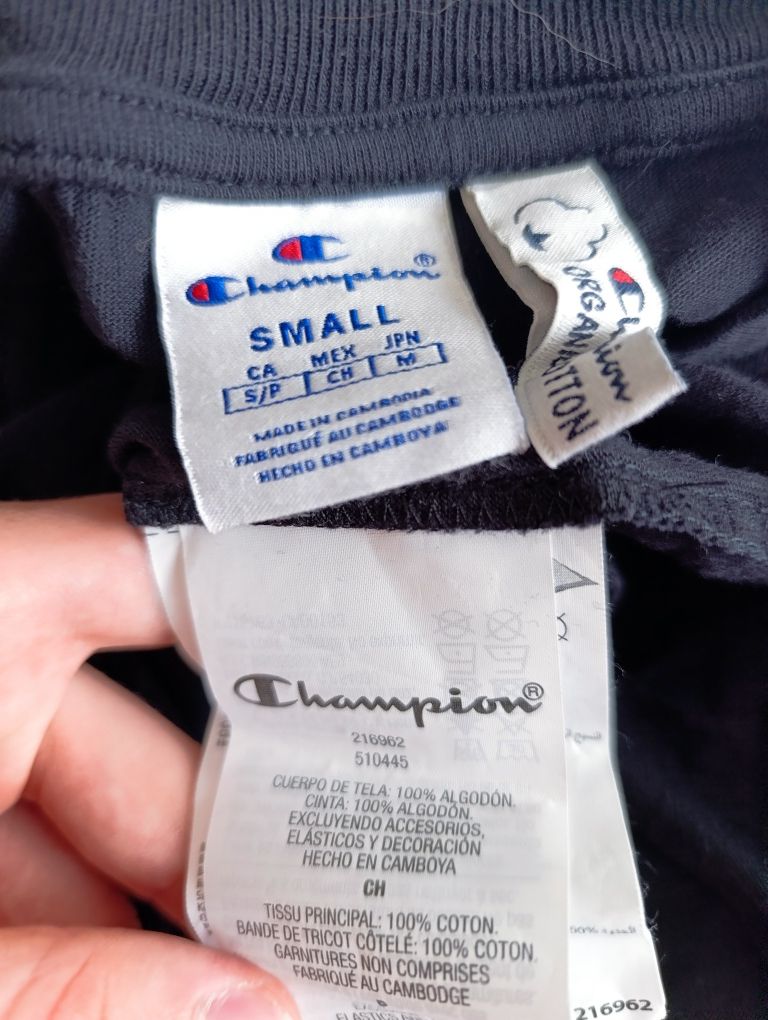 Champion®
SMALL
CA MEX JPN
S/P CH M
MADE IN CAMBODIA
FABRIQUÉ AU CAMBODGE
HECHO EN CAMBOYA
Champion
ORGANIC COTTON
Champion®
216962
510445
CUERPO DE TELA: 100% ALGODÓN.
CINTA: 100% ALGODÓN.
EXCLUYENDO ACCESORIOS,
ELÁSTICOS Y DECORACIÓN
HECHO EN CAMBOYA
CH
TISSU PRINCIPAL: 100% COTON.
BANDE DE TRICOT CÔTELÉ: 100% COTON.
GARNITURES NON COMPRISES
FABRIQUÉ AU CAMBODGE
P
216962